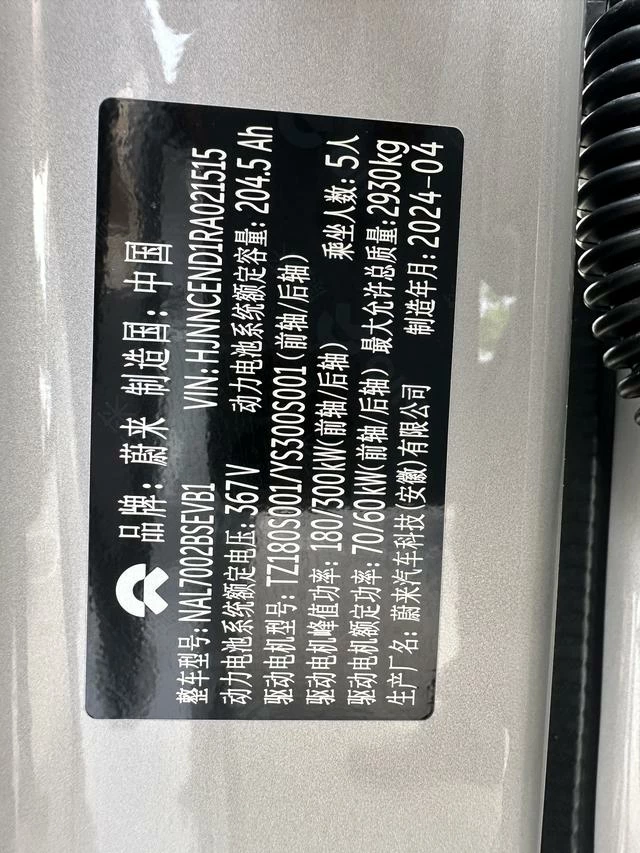 品牌：蔚来 制造国：中国
整车型号：NAL7002BSEVB1 VIN：HJNNCEND1RA021515
动力电池系统额定电压：367V 动力电池系统额定容量：204.5 Ah
驱动电机型号：TZ180S001/YS300S001（前轴/后轴）
驱动电机峰值功率：180/300kW（前轴/后轴） 乘坐人数：5人
驱动电机额定功率：70/60kW（前轴/后轴） 最大允许总质量：2930kg
生产厂名：蔚来汽车科技（安徽）有限公司 制造年月：2024-04